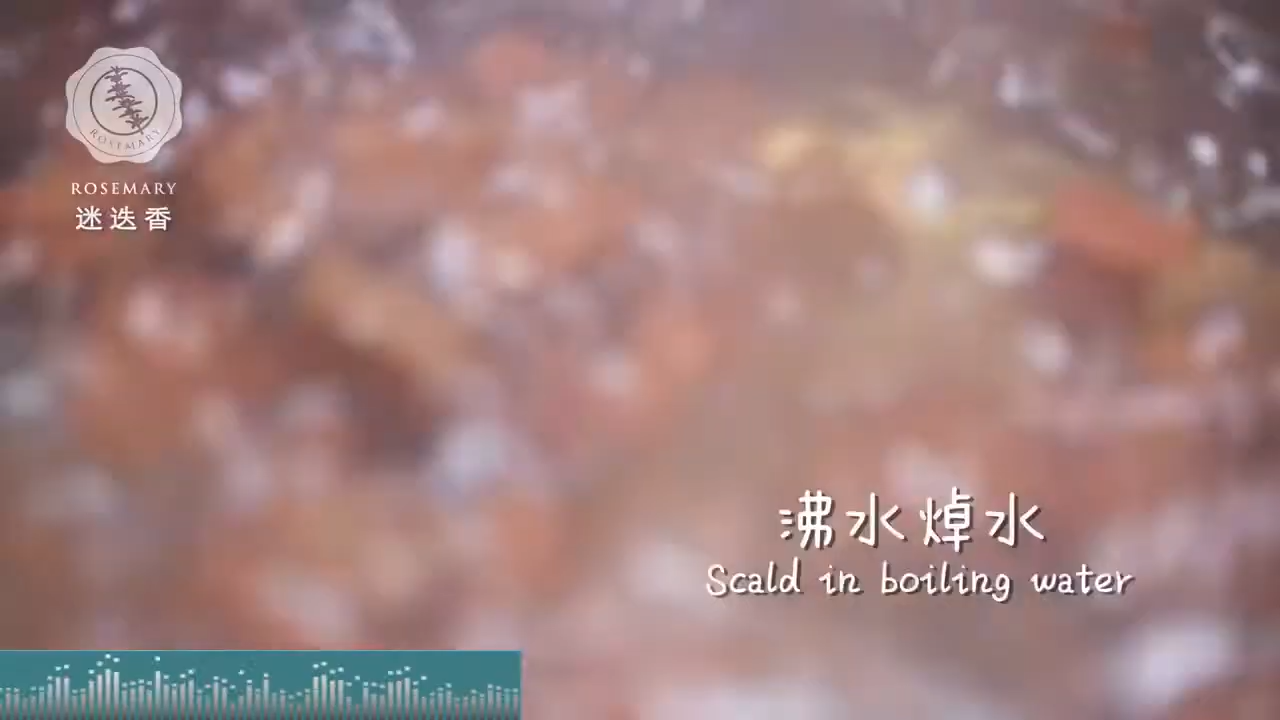 ROSEMARY
ROSEMARY
迷迭香
沸水焯水
Scald in boiling water